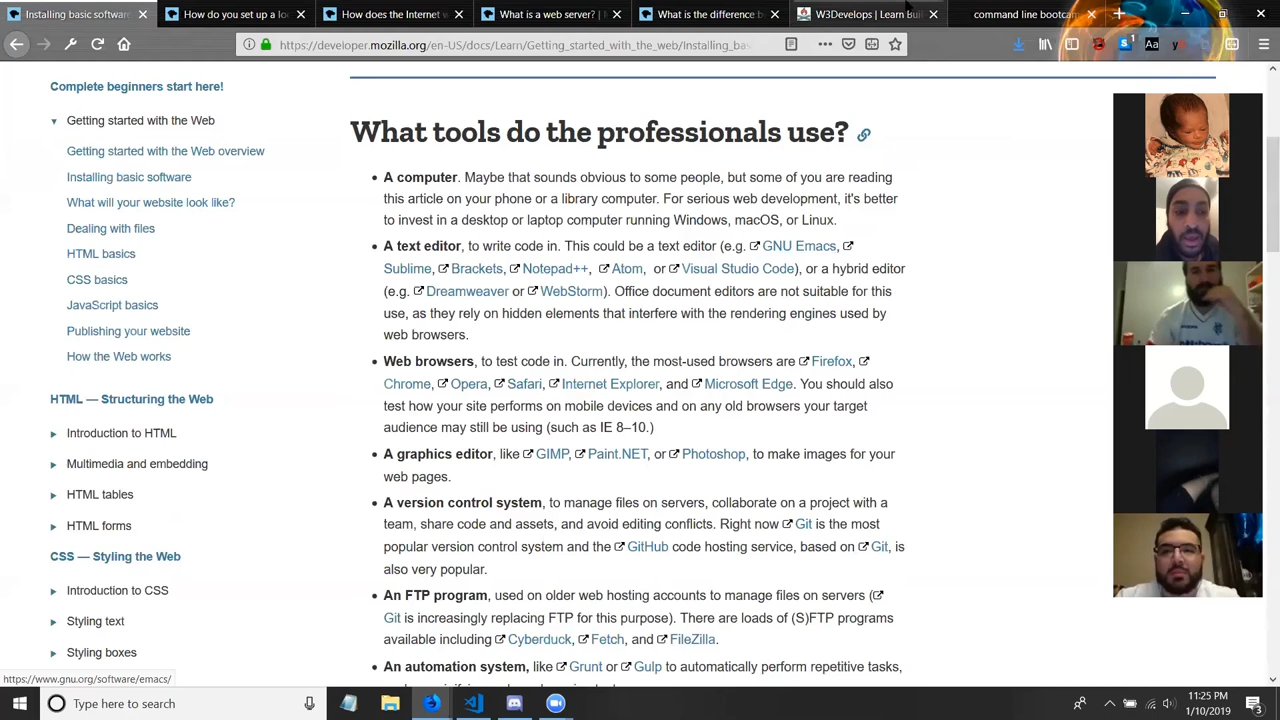 Installing basic software
How do you set up a loc
How does the Internet w
What is a web server? | l
What is the difference b
W3Develops | Learn Buil
command line bootcam
https://developer.mozilla.org/en-US/docs/Learn/Getting_started_with_the_web/Installing_bas
1
Aa
Complete beginners start here!
Getting started with the Web
Getting started with the Web overview
Installing basic software
What will your website look like?
Dealing with files
HTML basics
CSS basics
JavaScript basics
Publishing your website
How the Web works
HTML — Structuring the Web
Introduction to HTML
Multimedia and embedding
HTML tables
HTML forms
CSS — Styling the Web
Introduction to CSS
Styling text
Styling boxes
https://www.gnu.org/software/emacs/
What tools do the professionals use?
A computer. Maybe that sounds obvious to some people, but some of you are reading
this article on your phone or a library computer. For serious web development, it's better
to invest in a desktop or laptop computer running Windows, macOS, or Linux.
A text editor, to write code in. This could be a text editor (e.g. GNU Emacs,
Sublime, Brackets, Notepad++, Atom, or Visual Studio Code), or a hybrid editor
(e.g. Dreamweaver or WebStorm). Office document editors are not suitable for this
use, as they rely on hidden elements that interfere with the rendering engines used by
web browsers.
Web browsers, to test code in. Currently, the most-used browsers are Firefox,
Chrome, Opera, Safari, Internet Explorer, and Microsoft Edge. You should also
test how your site performs on mobile devices and on any old browsers your target
audience may still be using (such as IE 8–10.)
A graphics editor, like GIMP, Paint.NET, or Photoshop, to make images for your
web pages.
A version control system, to manage files on servers, collaborate on a project with a
team, share code and assets, and avoid editing conflicts. Right now Git is the most
popular version control system and the GitHub code hosting service, based on Git, is
also very popular.
An FTP program, used on older web hosting accounts to manage files on servers (
Git is increasingly replacing FTP for this purpose). There are loads of (S)FTP programs
available including Cyberduck, Fetch, and FileZilla.
An automation system, like Grunt or Gulp to automatically perform repetitive tasks,
Type here to search
11:25 PM
1/10/2019
3